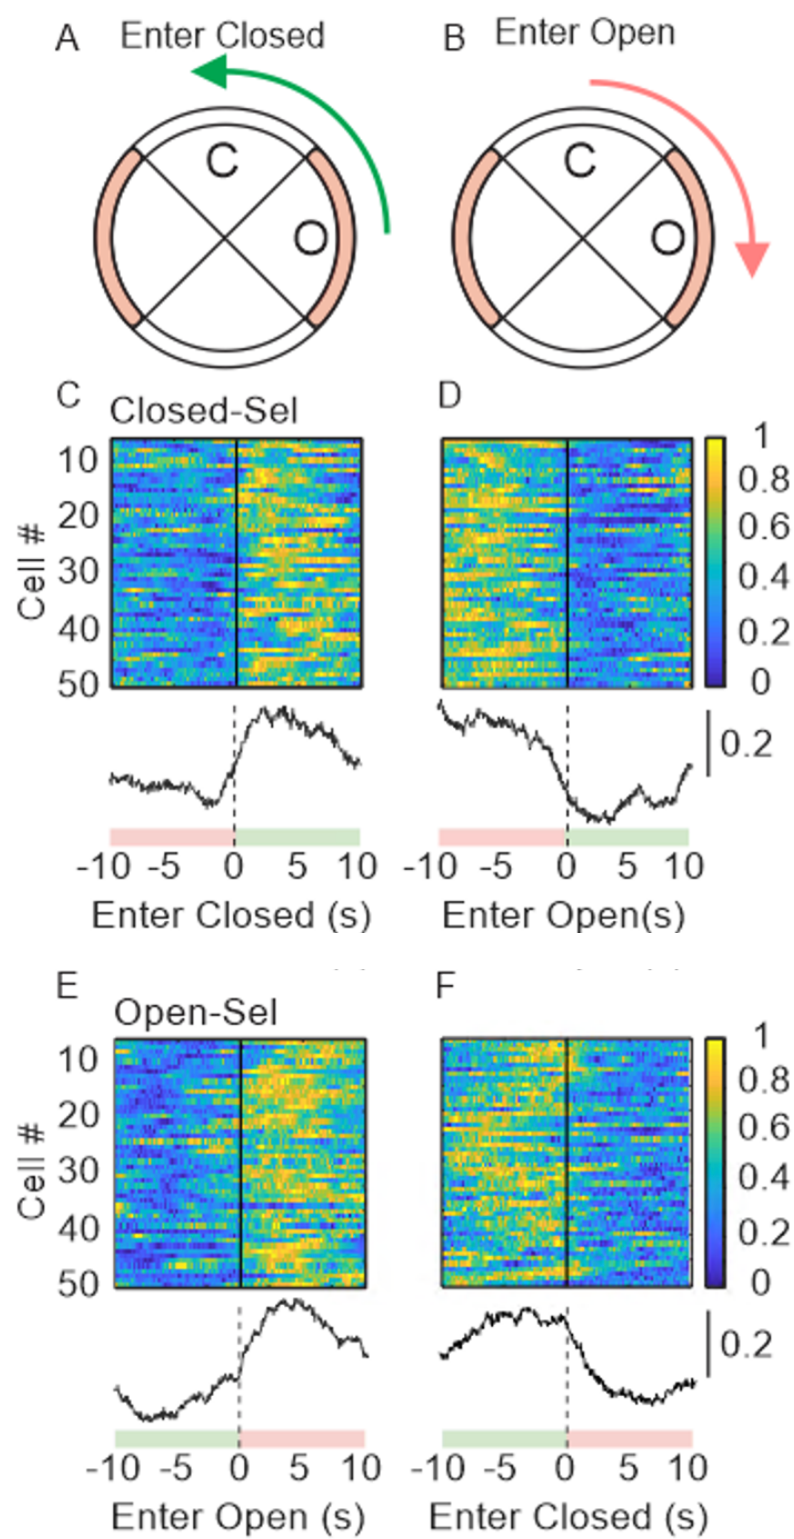 A Enter Closed
B Enter Open
C
O
C
O
C Closed-Sel
D
Cell #
10
20
30
40
50
1
0.8
0.6
0.4
0.2
0
0.2
-10 -5 0 5 10
-10 -5 0 5 10
Enter Closed (s)
Enter Open(s)
E Open-Sel
F
Cell #
10
20
30
40
50
1
0.8
0.6
0.4
0.2
0
0.2
-10 -5 0 5 10
-10 -5 0 5 10
Enter Open (s)
Enter Closed (s)